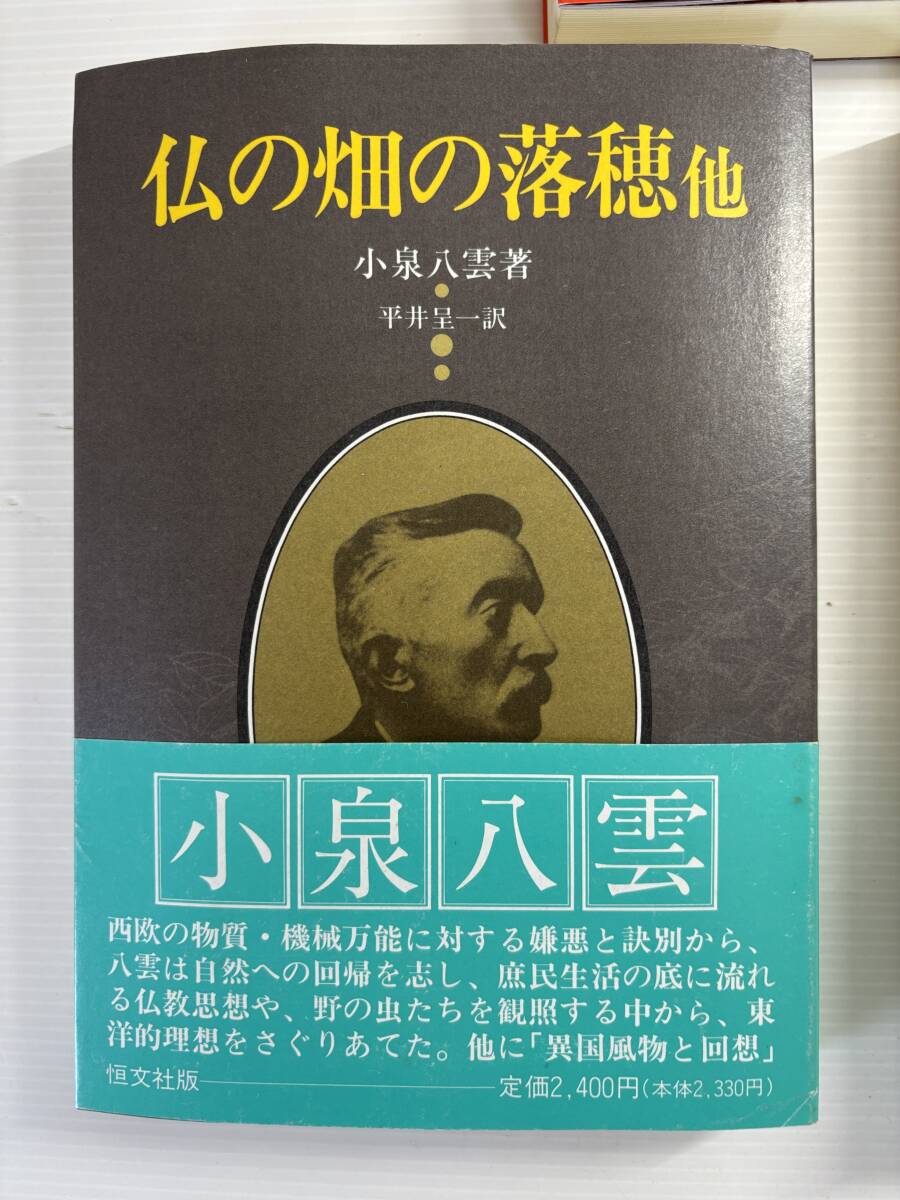 仏の畑の落穂他
小泉八雲著
平井呈一訳
小泉八雲
西欧の物質・機械万能に対する嫌悪と訣別から、
八雲は自然への回帰を志し、庶民生活の底に流れ
る仏教思想や、野の虫たちを観照する中から、東
洋的理想をさぐりあてた。他に「異国風物と回想」
恒文社版 定価2,400円(本体2,330円)